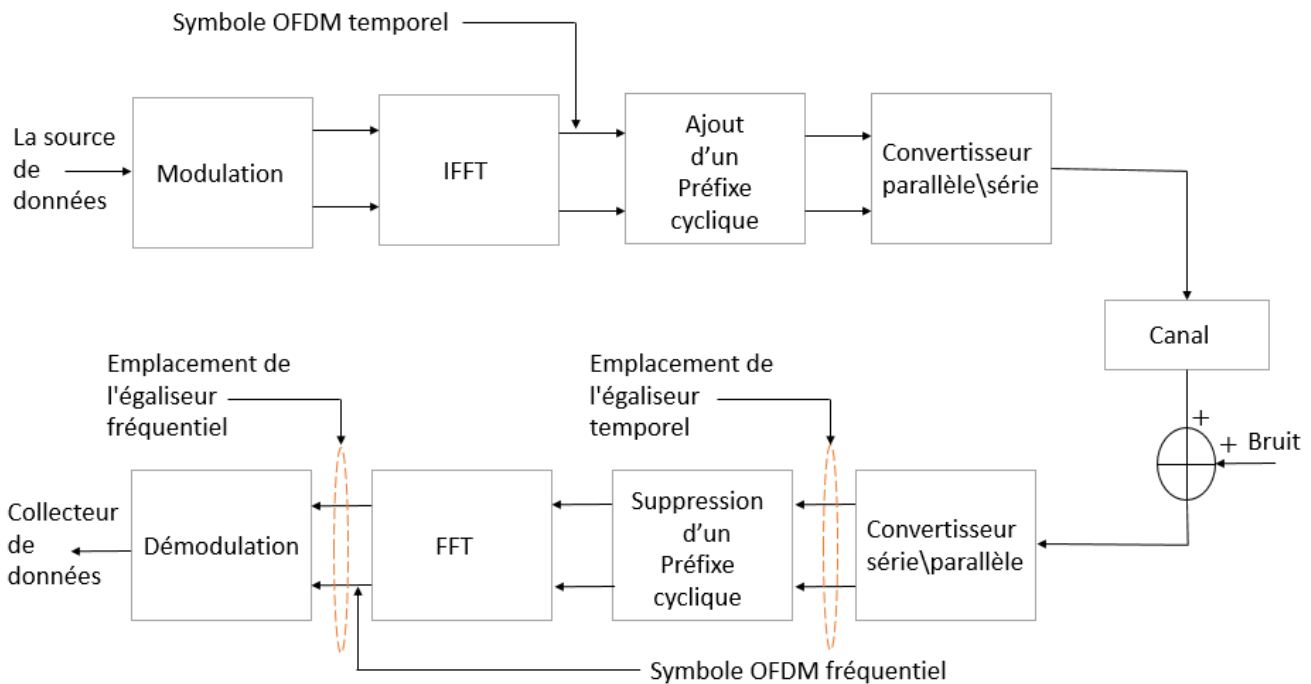 Symbole OFDM temporel
La source
de
données
Modulation
IFFT
Ajout
d’un
Préfixe
cyclique
Convertisseur
parallèle\série
Canal
+
+ Bruit
Emplacement de
l'égaliseur
fréquentiel
Emplacement de
l'égaliseur
temporel
Collecteur
de
données
Démodulation
FFT
Suppression
d’un
Préfixe
cyclique
Convertisseur
série\parallèle
Symbole OFDM fréquentiel